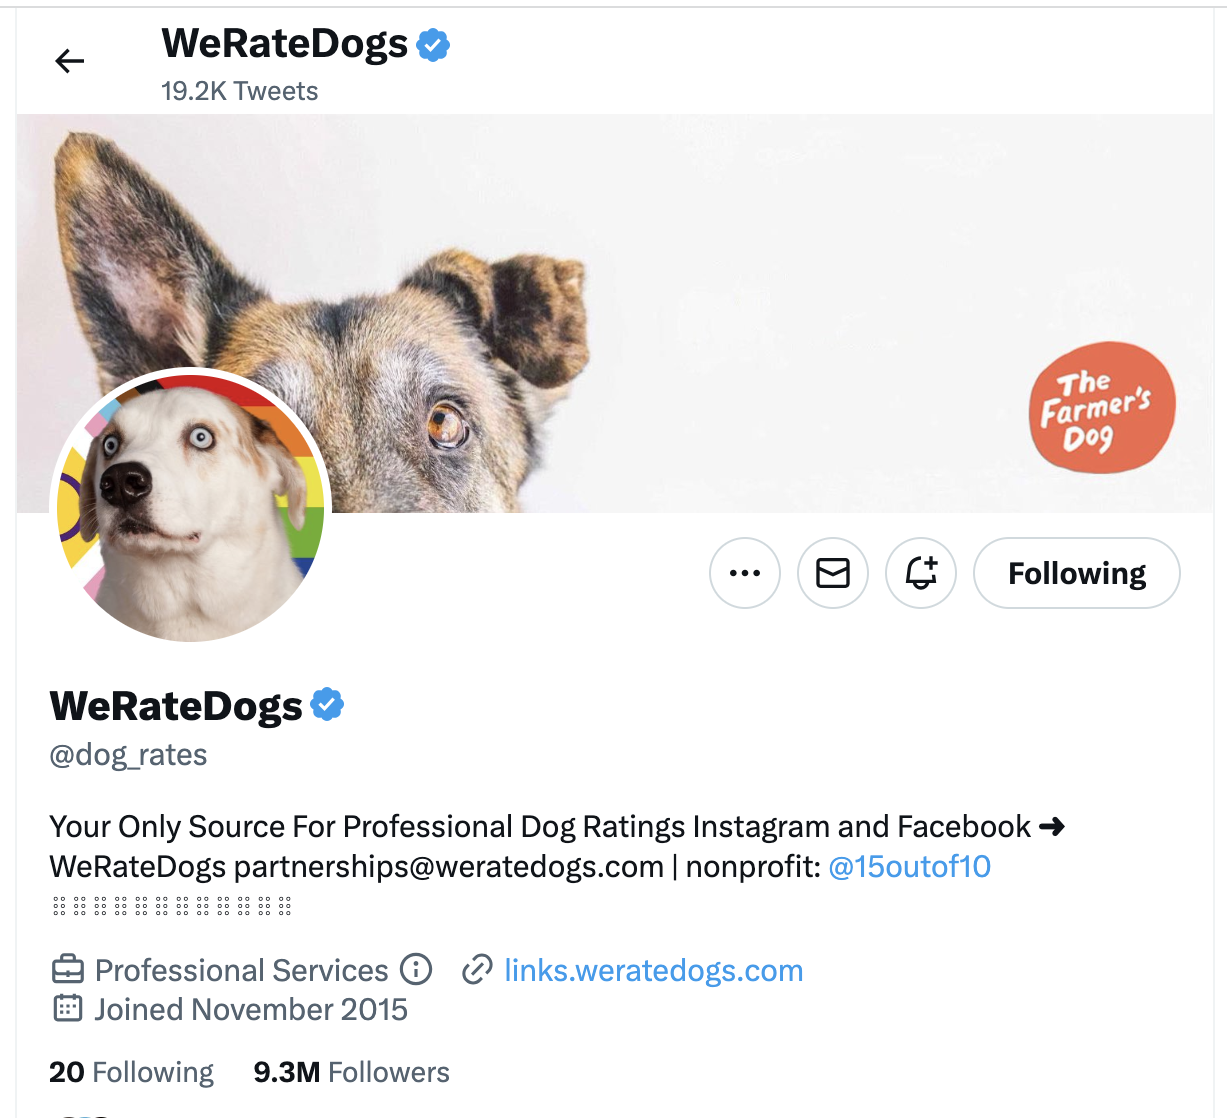 WeRateDogs
19.2K Tweets
The
Farmer's
Dog
Following
WeRateDogs
@dog_rates
Your Only Source For Professional Dog Ratings Instagram and Facebook ➜
WeRateDogs partnerships@weratedogs.com | nonprofit: @15outof10
⠿⠿⠿⠿⠿⠿⠿⠿⠿⠿⠿⠿
Professional Services links.weratedogs.com
Joined November 2015
20 Following 9.3M Followers